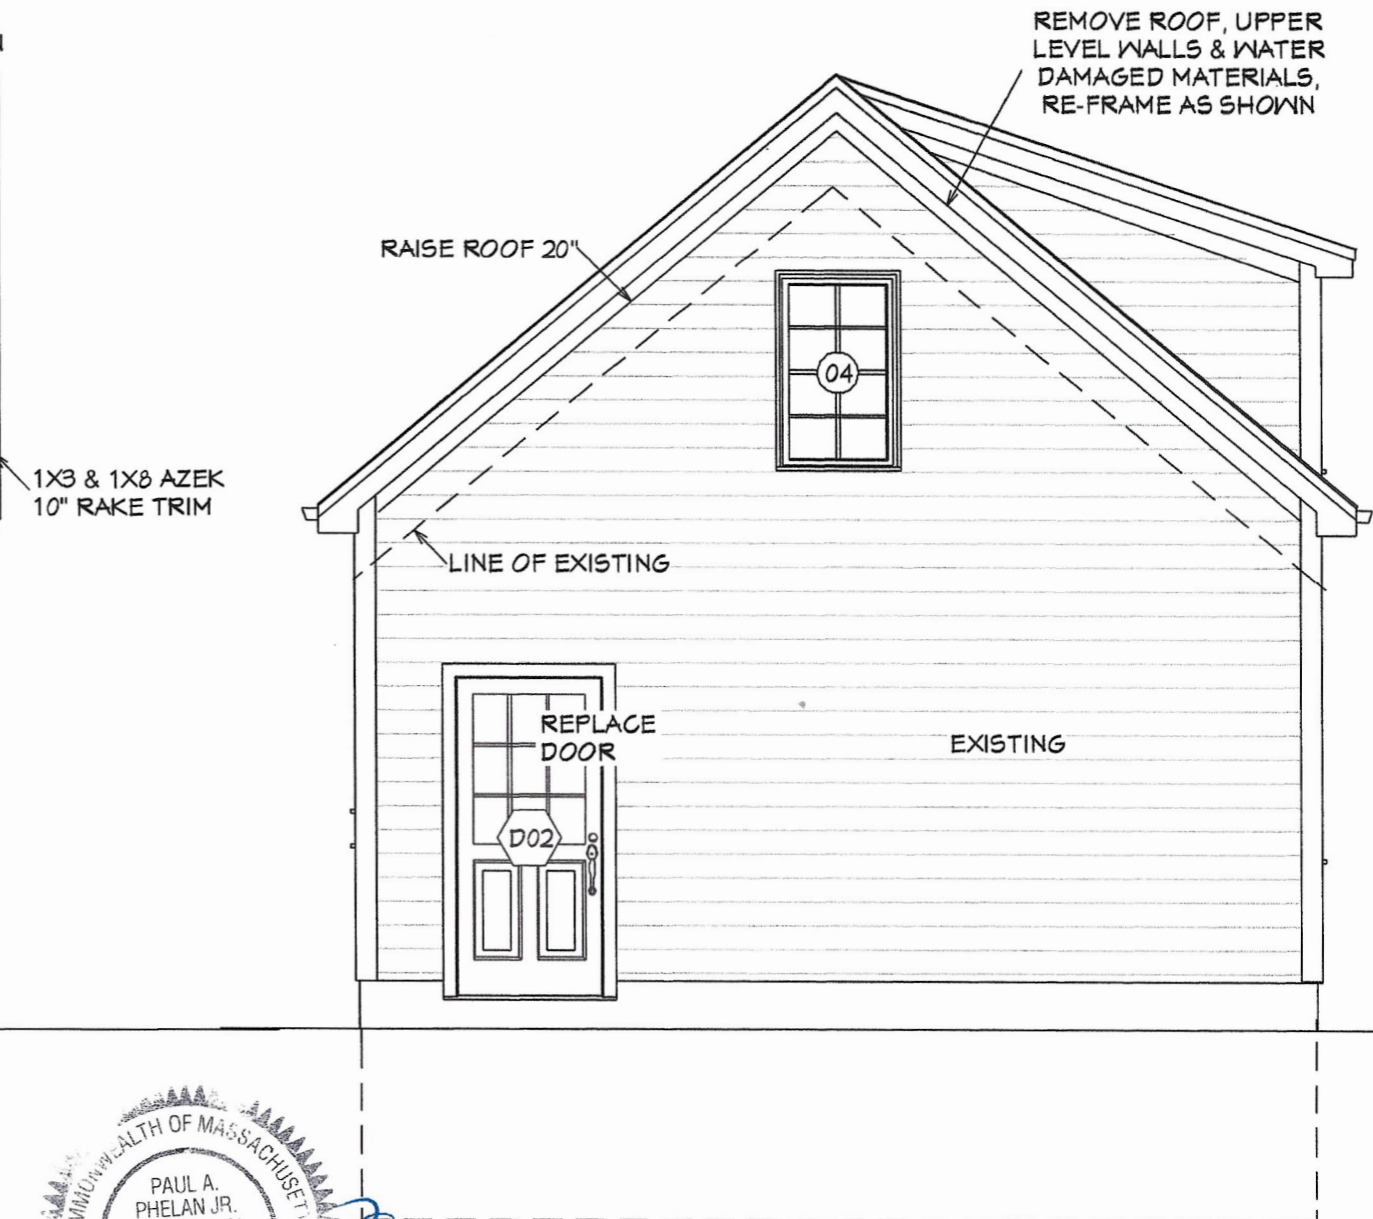 REMOVE ROOF, UPPER
LEVEL WALLS & WATER
DAMAGED MATERIALS,
RE-FRAME AS SHOWN
RAISE ROOF 20"
04
1X3 & 1X8 AZEK
10" RAKE TRIM
LINE OF EXISTING
REPLACE
DOOR
EXISTING
D02
PAUL A.
PHELAN JR.